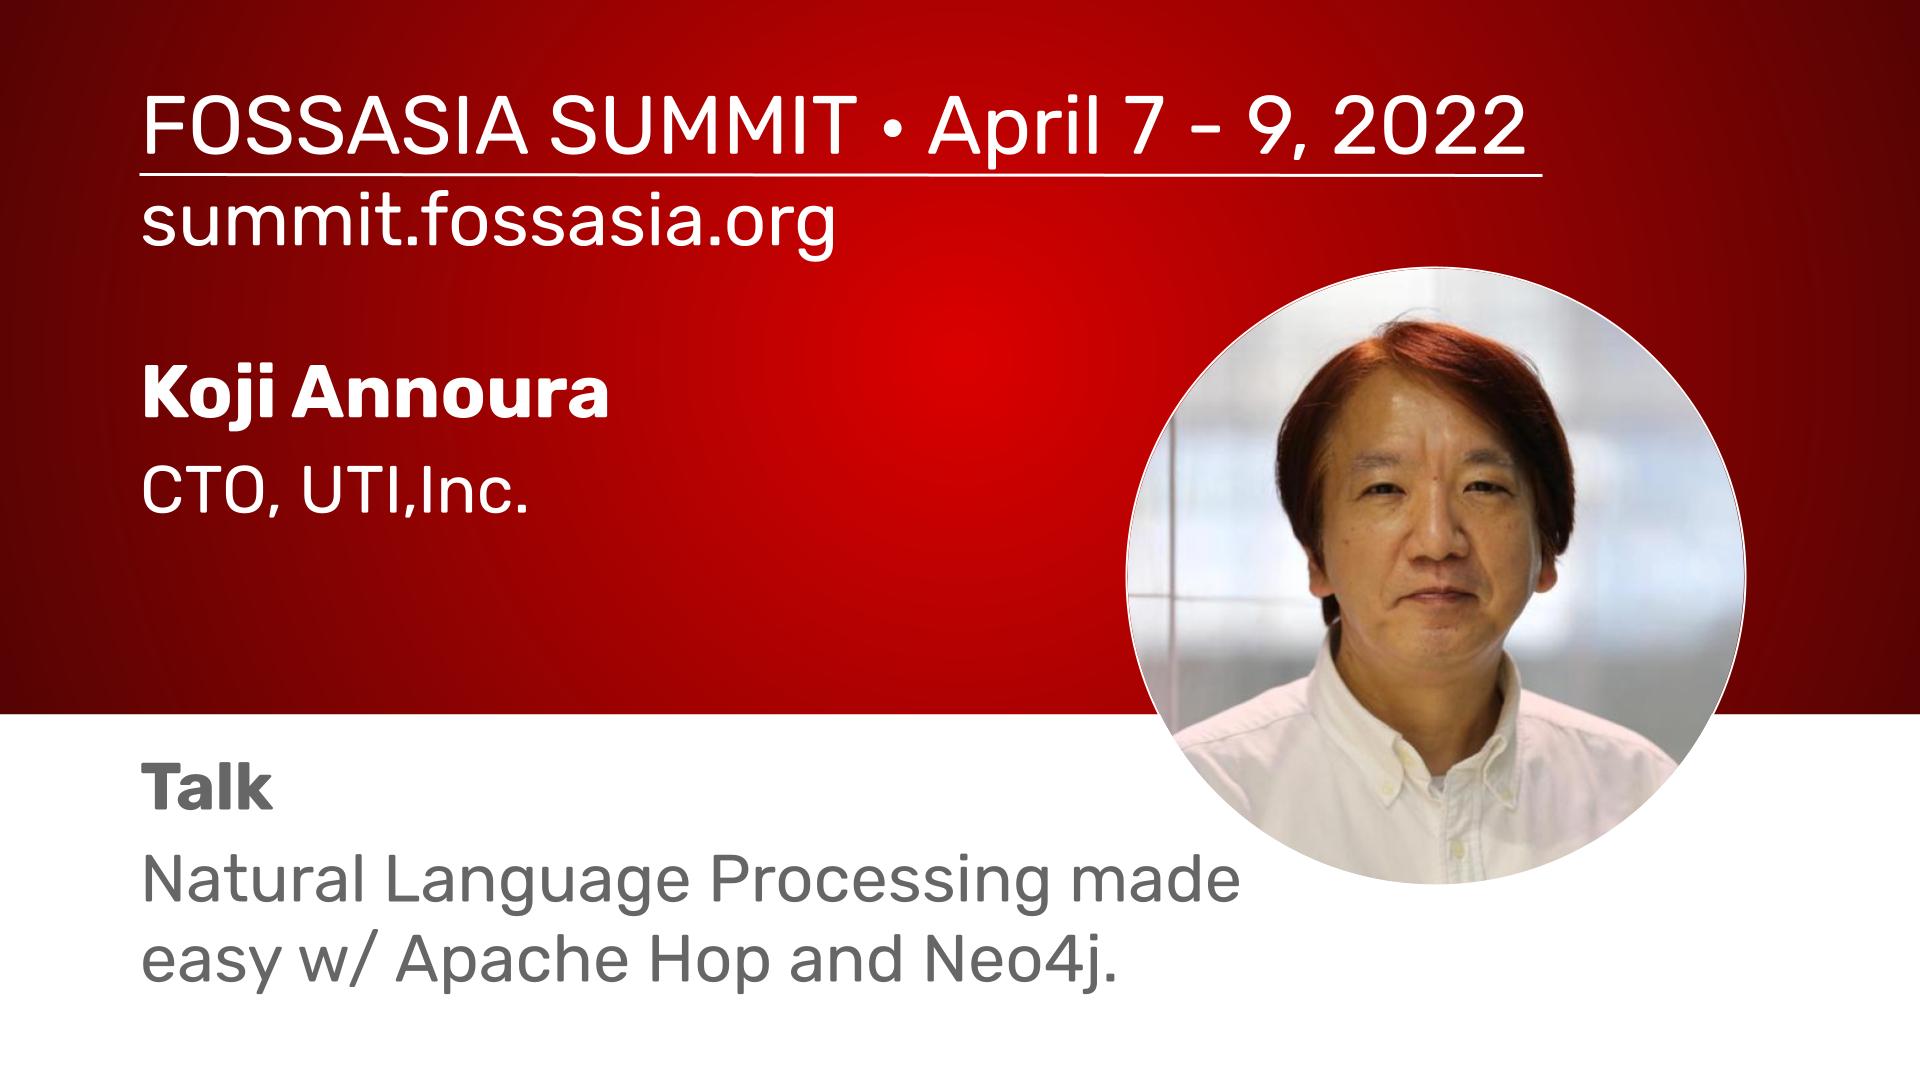 FOSSASIA SUMMIT • April 7 - 9, 2022
summit.fossasia.org
Koji Annoura
CTO, UTI,Inc.
Talk
Natural Language Processing made
easy w/ Apache Hop and Neo4j.